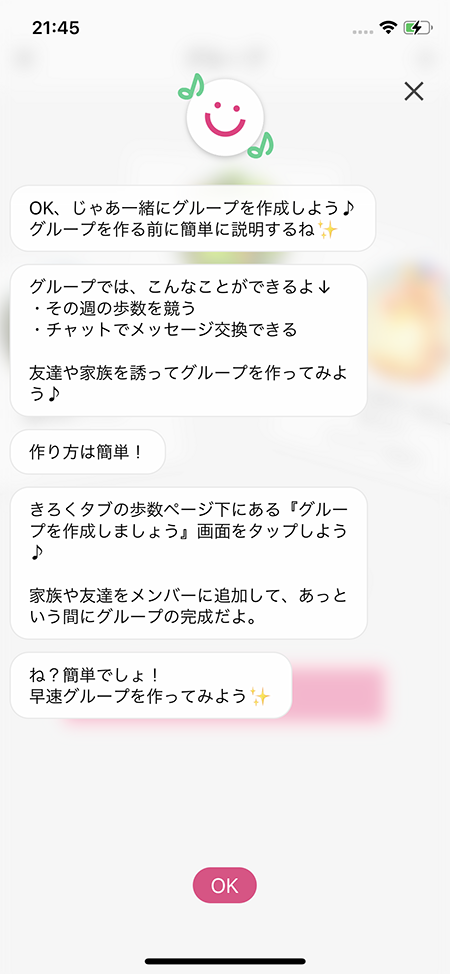 21:45
OK、じゃあ一緒にグループを作成しよう♪
グループを作る前に簡単に説明するね✨
グループでは、こんなことができるよ↓
・その週の歩数を競う
・チャットでメッセージ交換できる
友達や家族を誘ってグループを作ってみよ
う♪
作り方は簡単！
きろくタブの歩数ページ下にある『グルー
プを作成しましょう』画面をタップしよう
♪
家族や友達をメンバーに追加して、あっと
いう間にグループの完成だよ。
ね？簡単でしょ！
早速グループを作ってみよう✨
OK